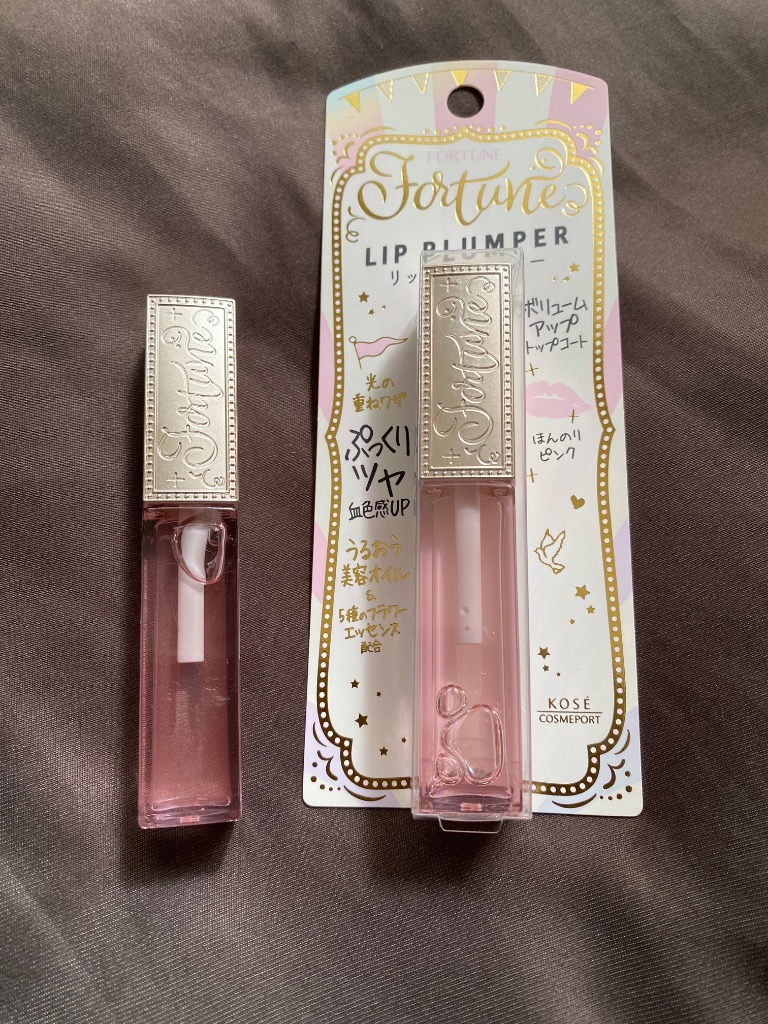 FORTUNE
Fortune
LIP PLUMPER
リッ
ー
ボリューム
アップ
トップコート
光の
重ねワザ
ぷっくり
ツヤ
血色感UP
ほんのり
ピンク
うるおう
美容オイル
&
5種のフラワー
エッセンス
配合
KOSÉ
COSMEPORT
Fortune
Fortune